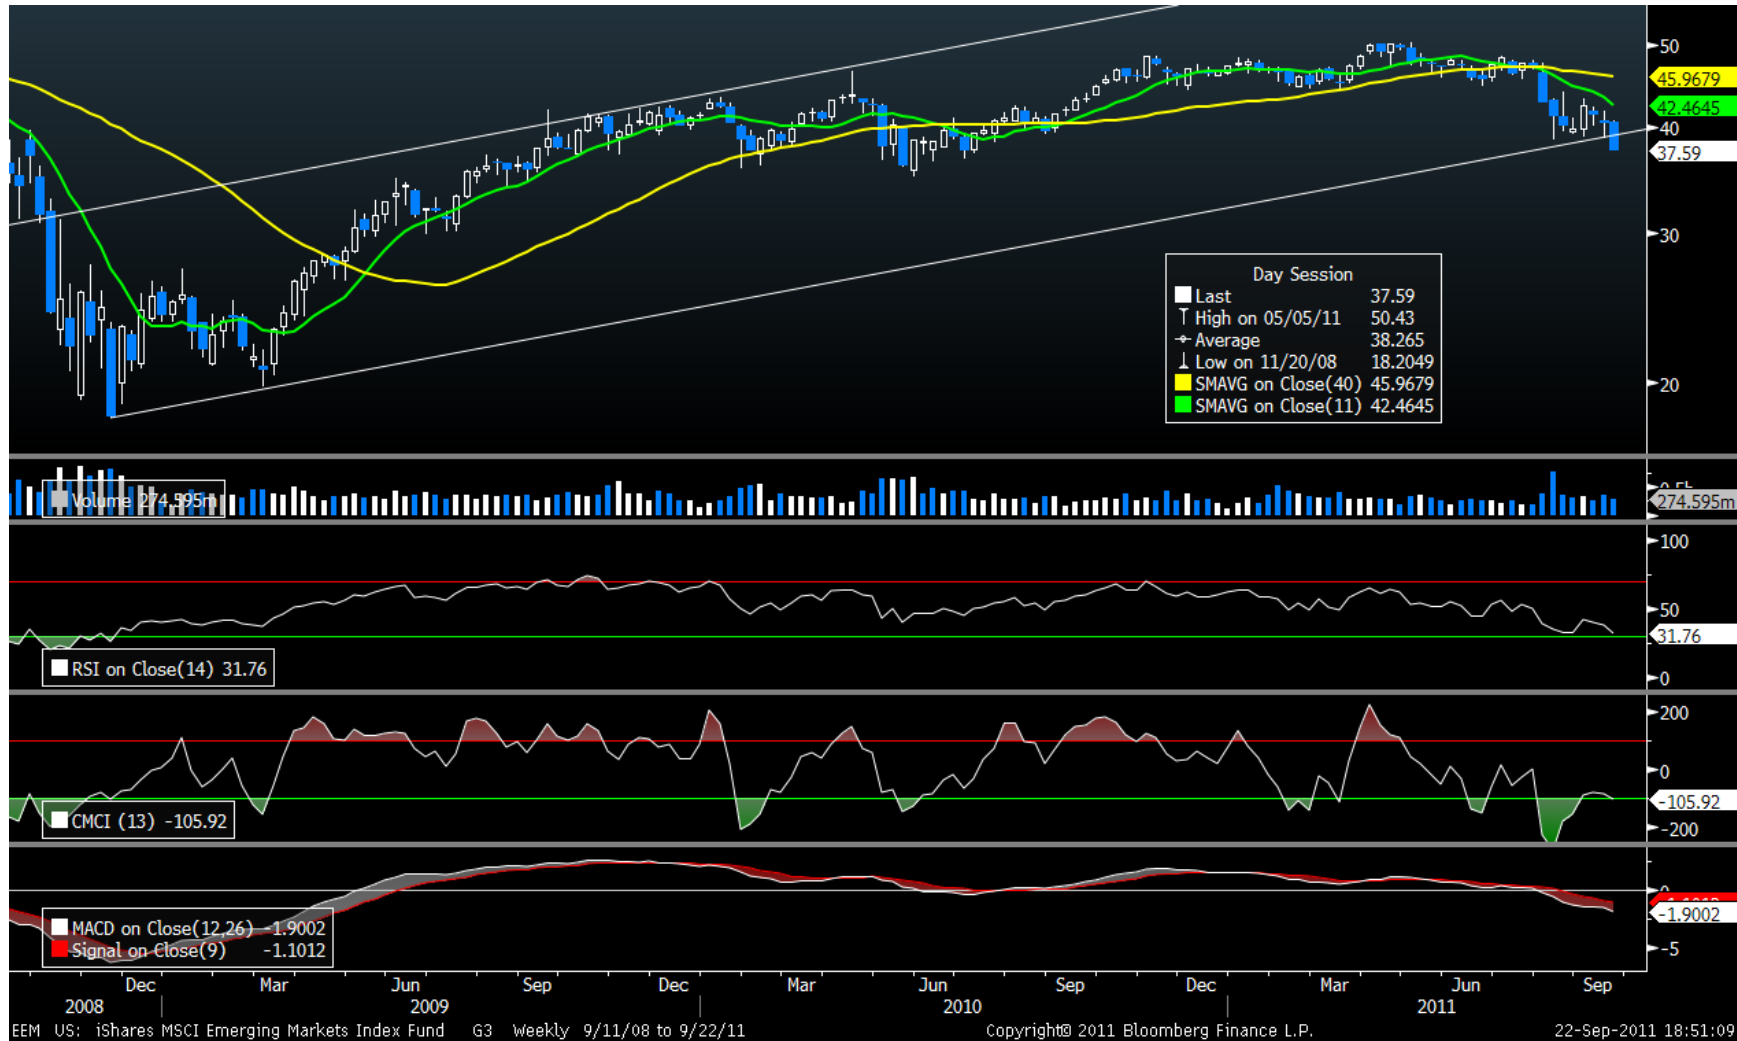 50
45.9679
42.4645
40
37.59
30
20
Day Session
Last 37.59
High on 05/05/11 50.43
Average 38.265
Low on 11/20/08 18.2049
SMAVG on Close(40) 45.9679
SMAVG on Close(11) 42.4645
Volume 274.595m
274.595m
100
50
31.76
0
RSI on Close(14) 31.76
200
0
-105.92
-200
CMCI (13) -105.92
0
-1.9002
-5
MACD on Close(12,26) -1.9002
Signal on Close(9) -1.1012
Dec Mar Jun Sep Dec Mar Jun Sep Dec Mar Jun Sep
2008 2009 2010 2011
EEM US: iShares MSCI Emerging Markets Index Fund G3 Weekly 9/11/08 to 9/22/11 Copyright© 2011 Bloomberg Finance L.P. 22-Sep-2011 18:51:09